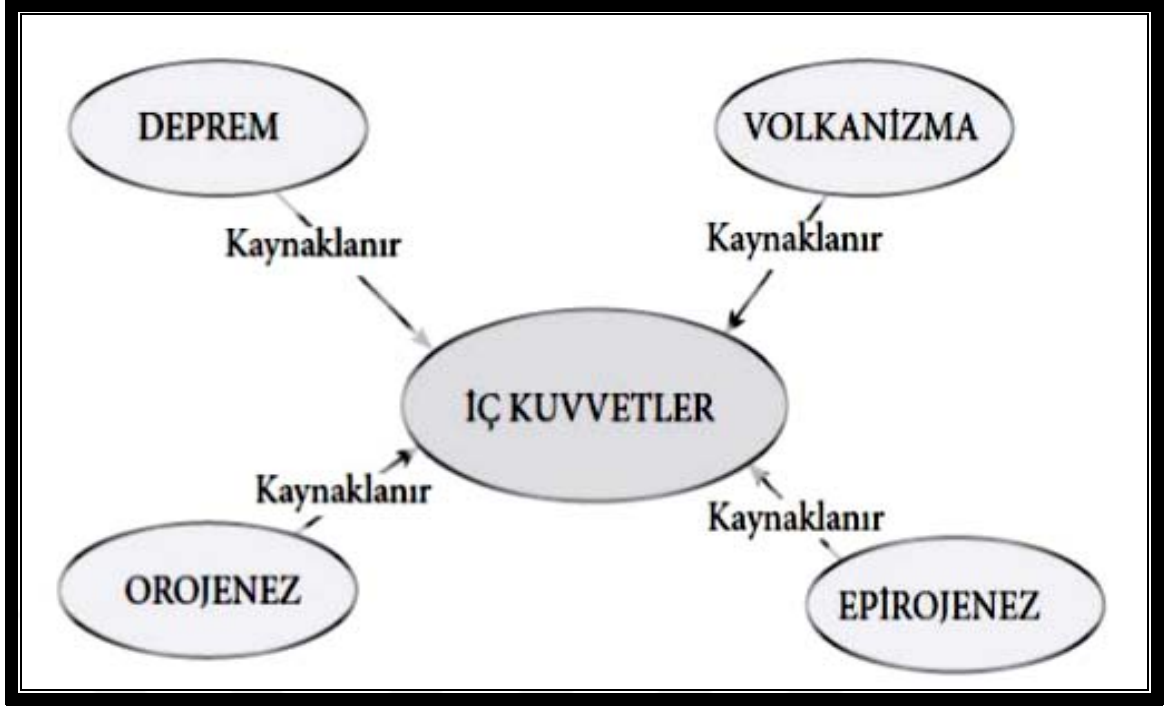 DEPREM
VOLKANİZMA
Kaynaklanır
Kaynaklanır
İÇ KUVVETLER
Kaynaklanır
Kaynaklanır
OROJENEZ
EPİROJENEZ